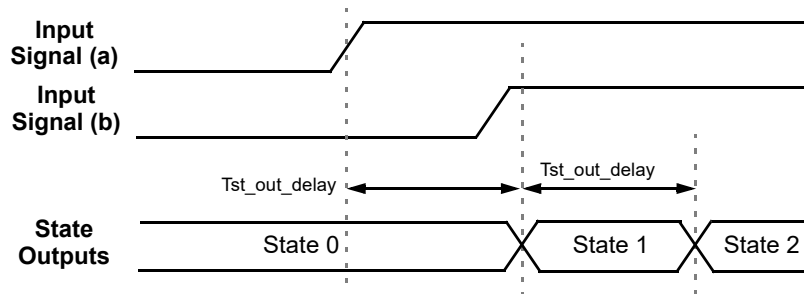 Input
Signal (a)
Input
Signal (b)
Tst_out_delay
Tst_out_delay
State
Outputs
State 0
State 1
State 2